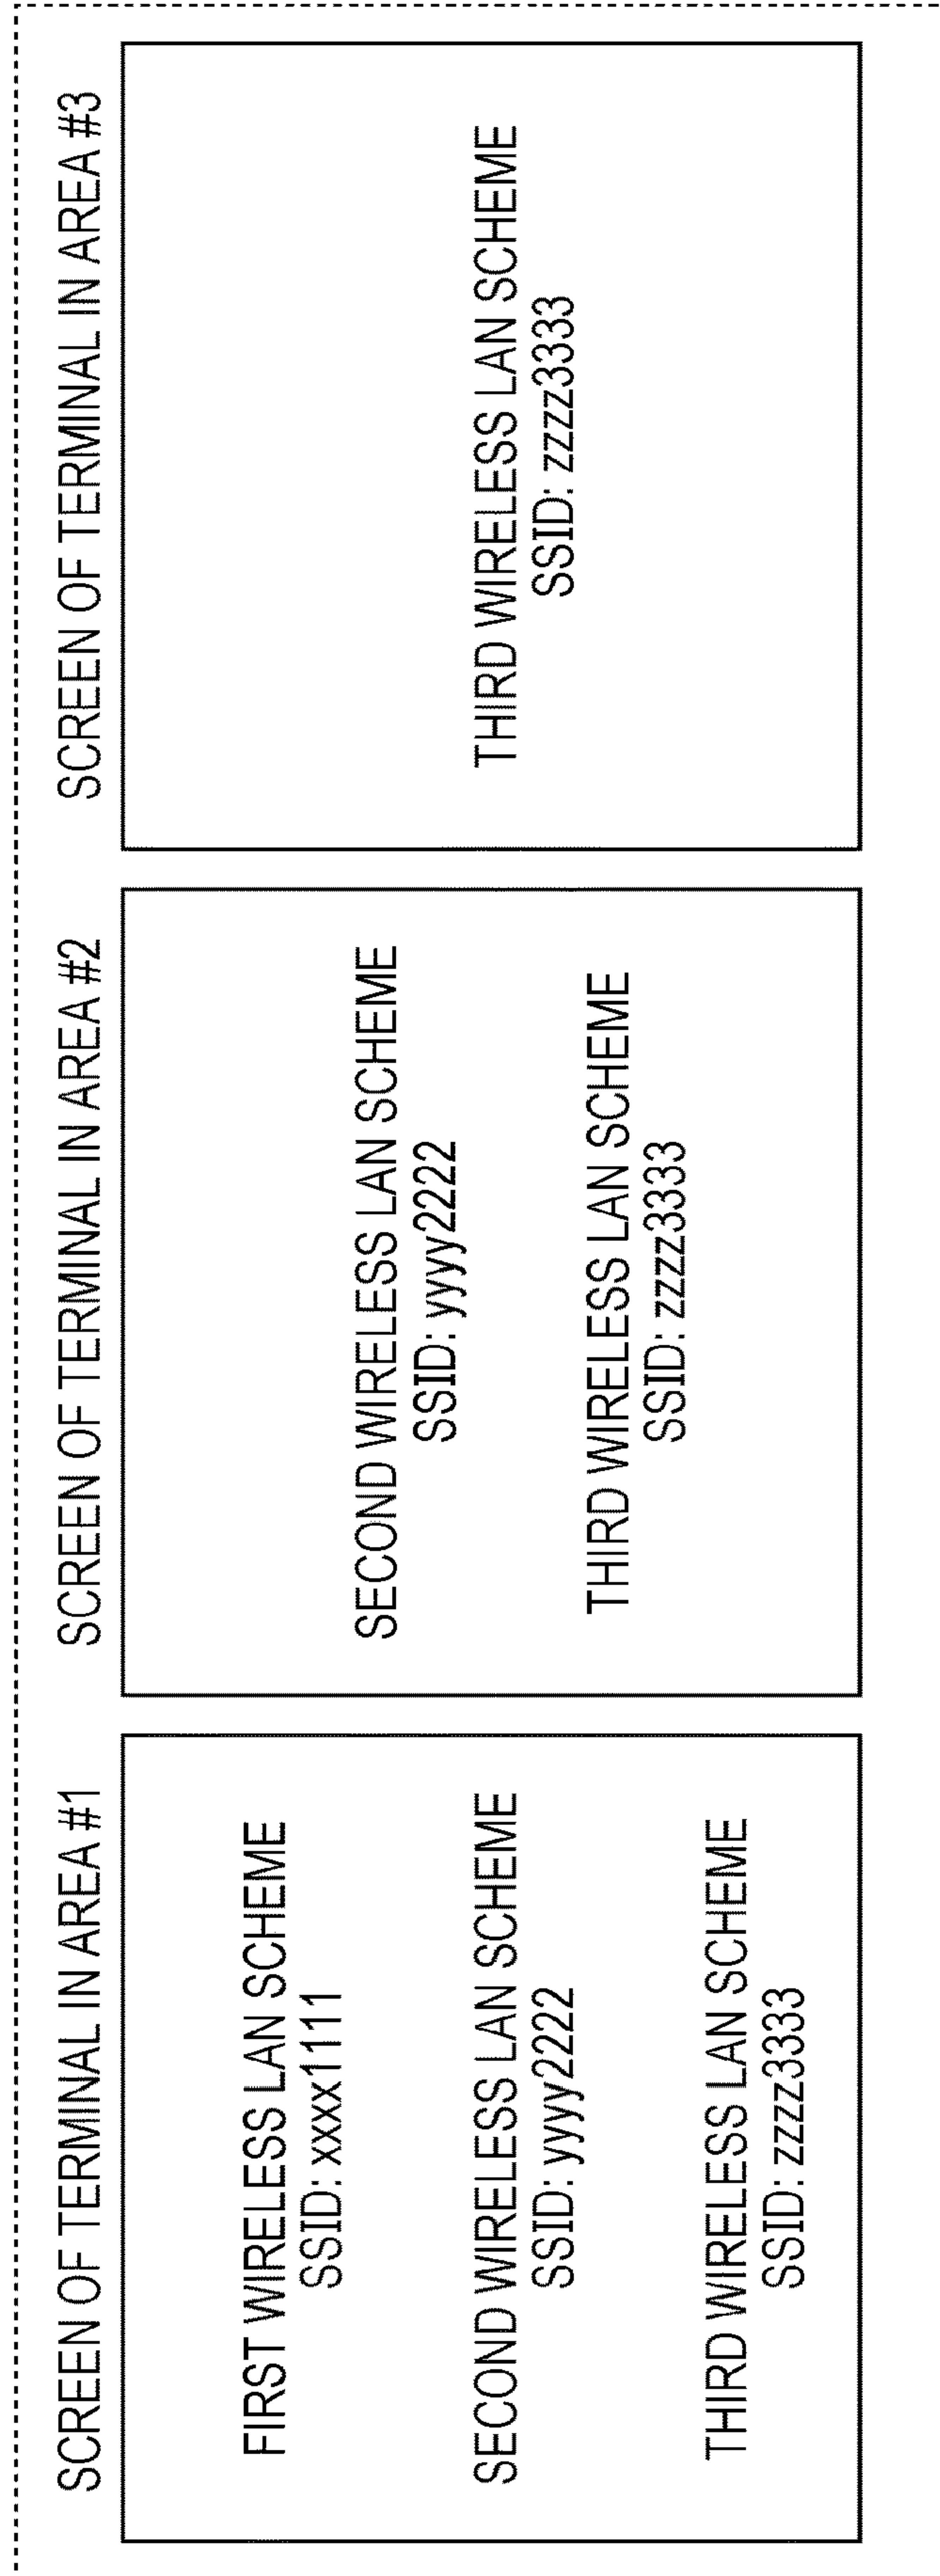 SCREEN OF TERMINAL IN AREA #1
FIRST WIRELESS LAN SCHEME
SSID: xxxx1111
SECOND WIRELESS LAN SCHEME
SSID: yyyy2222
THIRD WIRELESS LAN SCHEME
SSID: zzzz3333
SCREEN OF TERMINAL IN AREA #2
SECOND WIRELESS LAN SCHEME
SSID: yyyy2222
THIRD WIRELESS LAN SCHEME
SSID: zzzz3333
SCREEN OF TERMINAL IN AREA #3
THIRD WIRELESS LAN SCHEME
SSID: zzzz3333